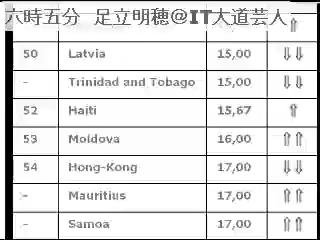 六時五分 足立明穂@IT大道芸人 ⇑
50 Latvia 15,00 ⇓⇓
- Trinidad and Tobago 15,00 ⇓⇓
52 Haiti 15,67 ⇑
53 Moldova 16,00 ⇑⇑
54 Hong-Kong 17,00 ⇓⇓
- Mauritius 17,00 ⇑⇑
- Samoa 17,00 ⇑⇑